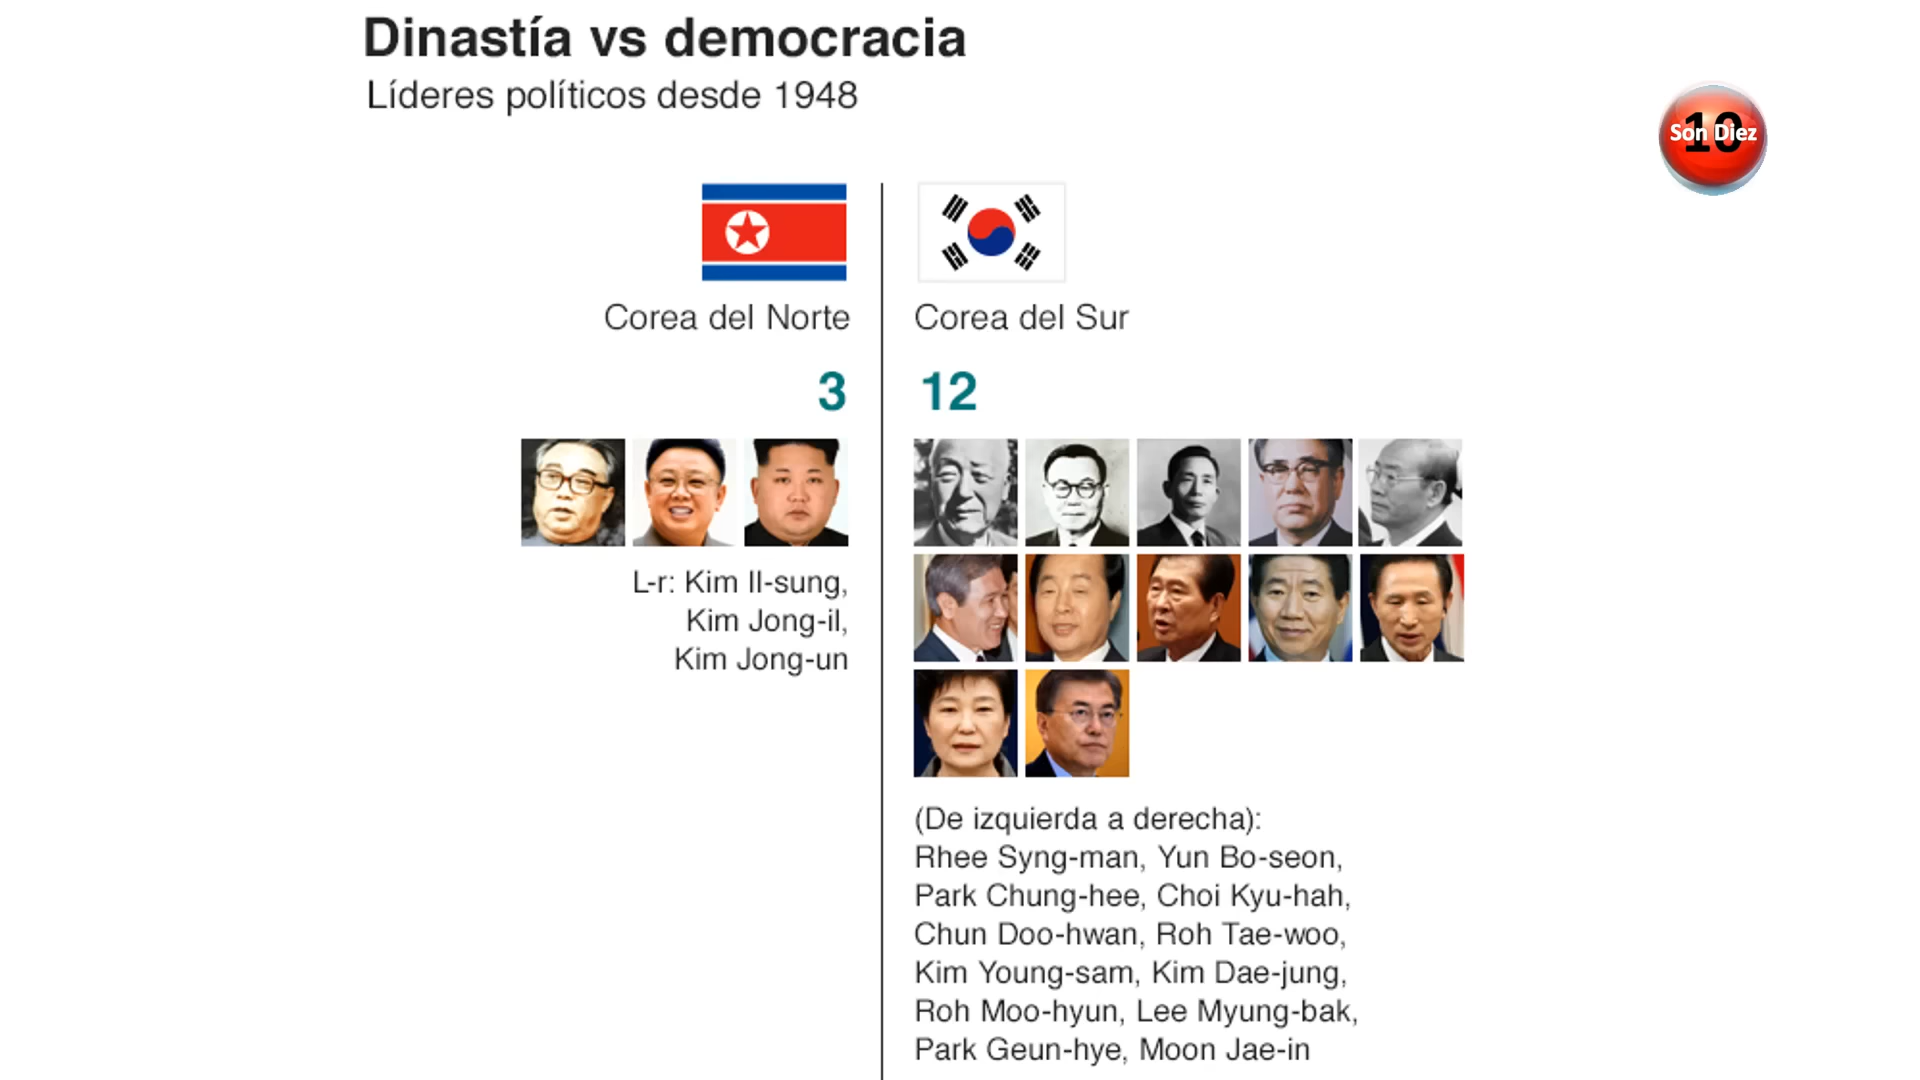 Dinastía vs democracia
Líderes políticos desde 1948
10
Son Diez
Corea del Norte
3
L-r: Kim Il-sung,
Kim Jong-il,
Kim Jong-un
Corea del Sur
12
(De izquierda a derecha):
Rhee Syng-man, Yun Bo-seon,
Park Chung-hee, Choi Kyu-hah,
Chun Doo-hwan, Roh Tae-woo,
Kim Young-sam, Kim Dae-jung,
Roh Moo-hyun, Lee Myung-bak,
Park Geun-hye, Moon Jae-in